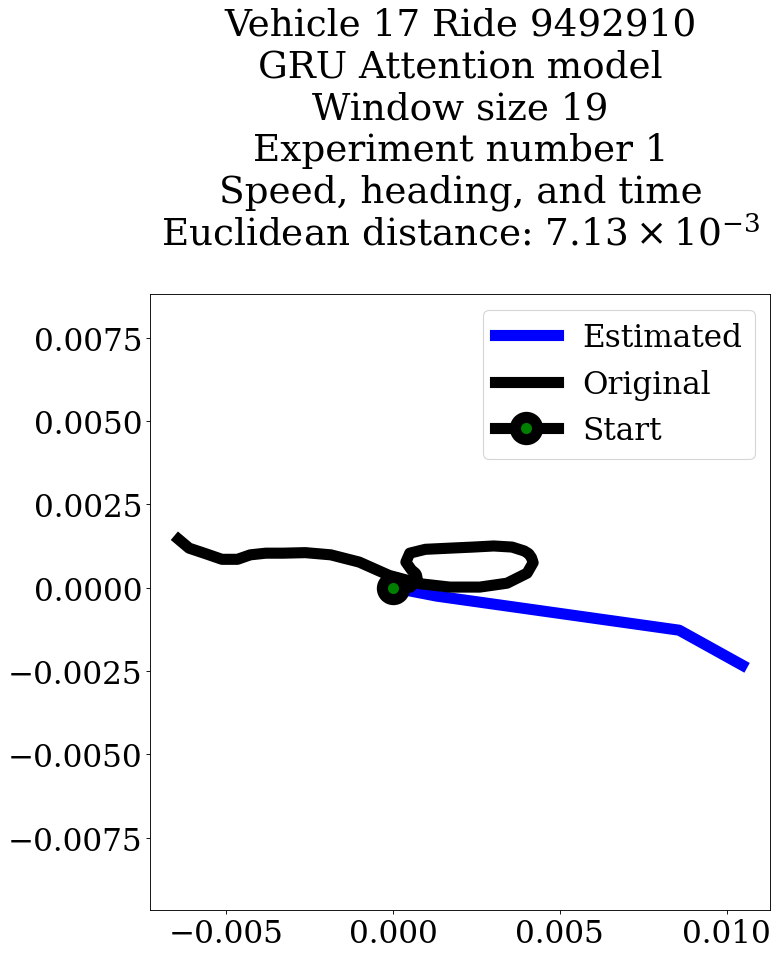 Vehicle 17 Ride 9492910
GRU Attention model
Window size 19
Experiment number 1
Speed, heading, and time
Euclidean distance: 7.13 × 10⁻³
Estimated
Original
Start
0.0075
0.0050
0.0025
0.0000
−0.0025
−0.0050
−0.0075
−0.005 0.000 0.005 0.010